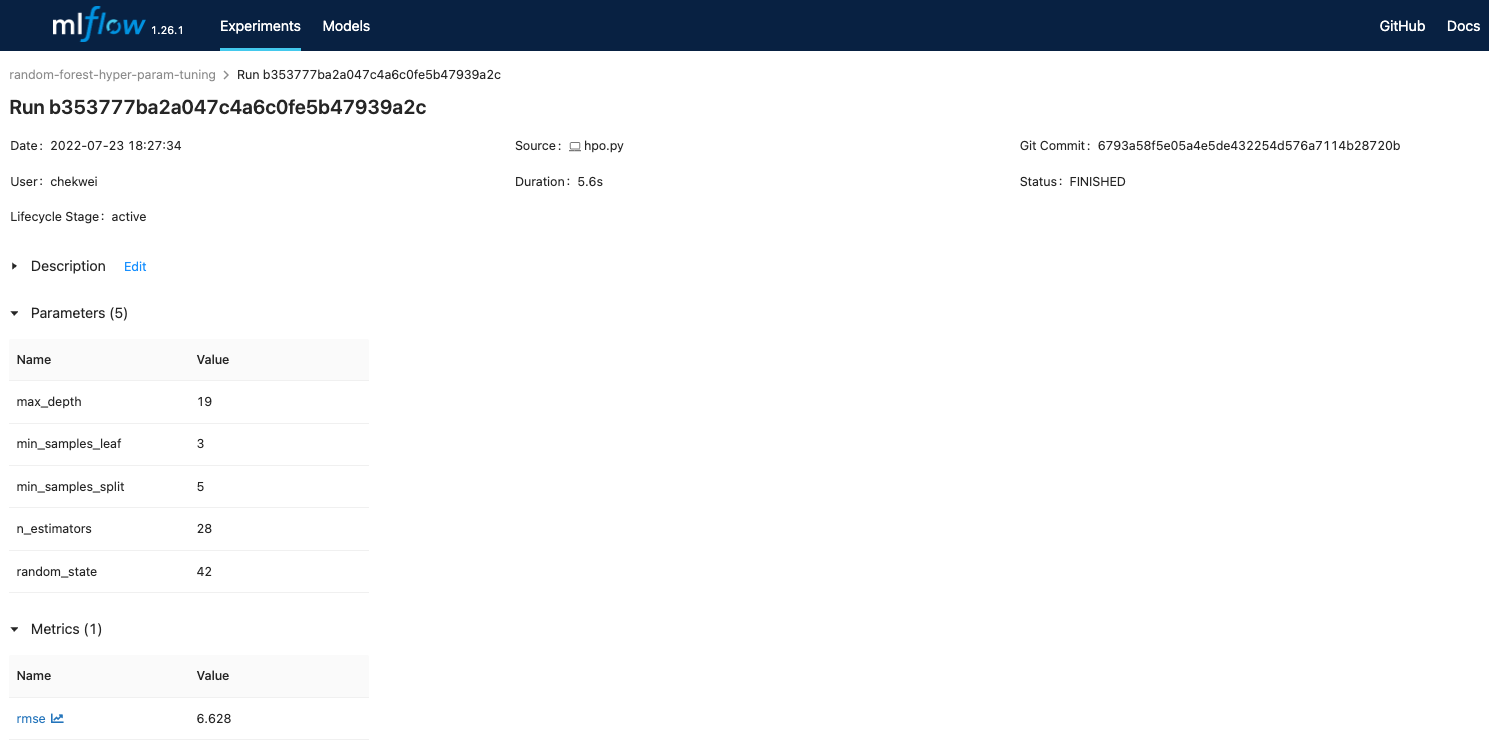 mlflow 1.26.1 Experiments Models GitHub Docs
random-forest-hyper-param-tuning > Run b353777ba2a047c4a6c0fe5b47939a2c
Run b353777ba2a047c4a6c0fe5b47939a2c
Date: 2022-07-23 18:27:34 Source: hpo.py Git Commit: 6793a58f5e05a4e5de432254d576a7114b28720b
User: chekwei Duration: 5.6s Status: FINISHED
Lifecycle Stage: active
Description Edit
Parameters (5)
Name Value
max_depth 19
min_samples_leaf 3
min_samples_split 5
n_estimators 28
random_state 42
Metrics (1)
Name Value
rmse 6.628